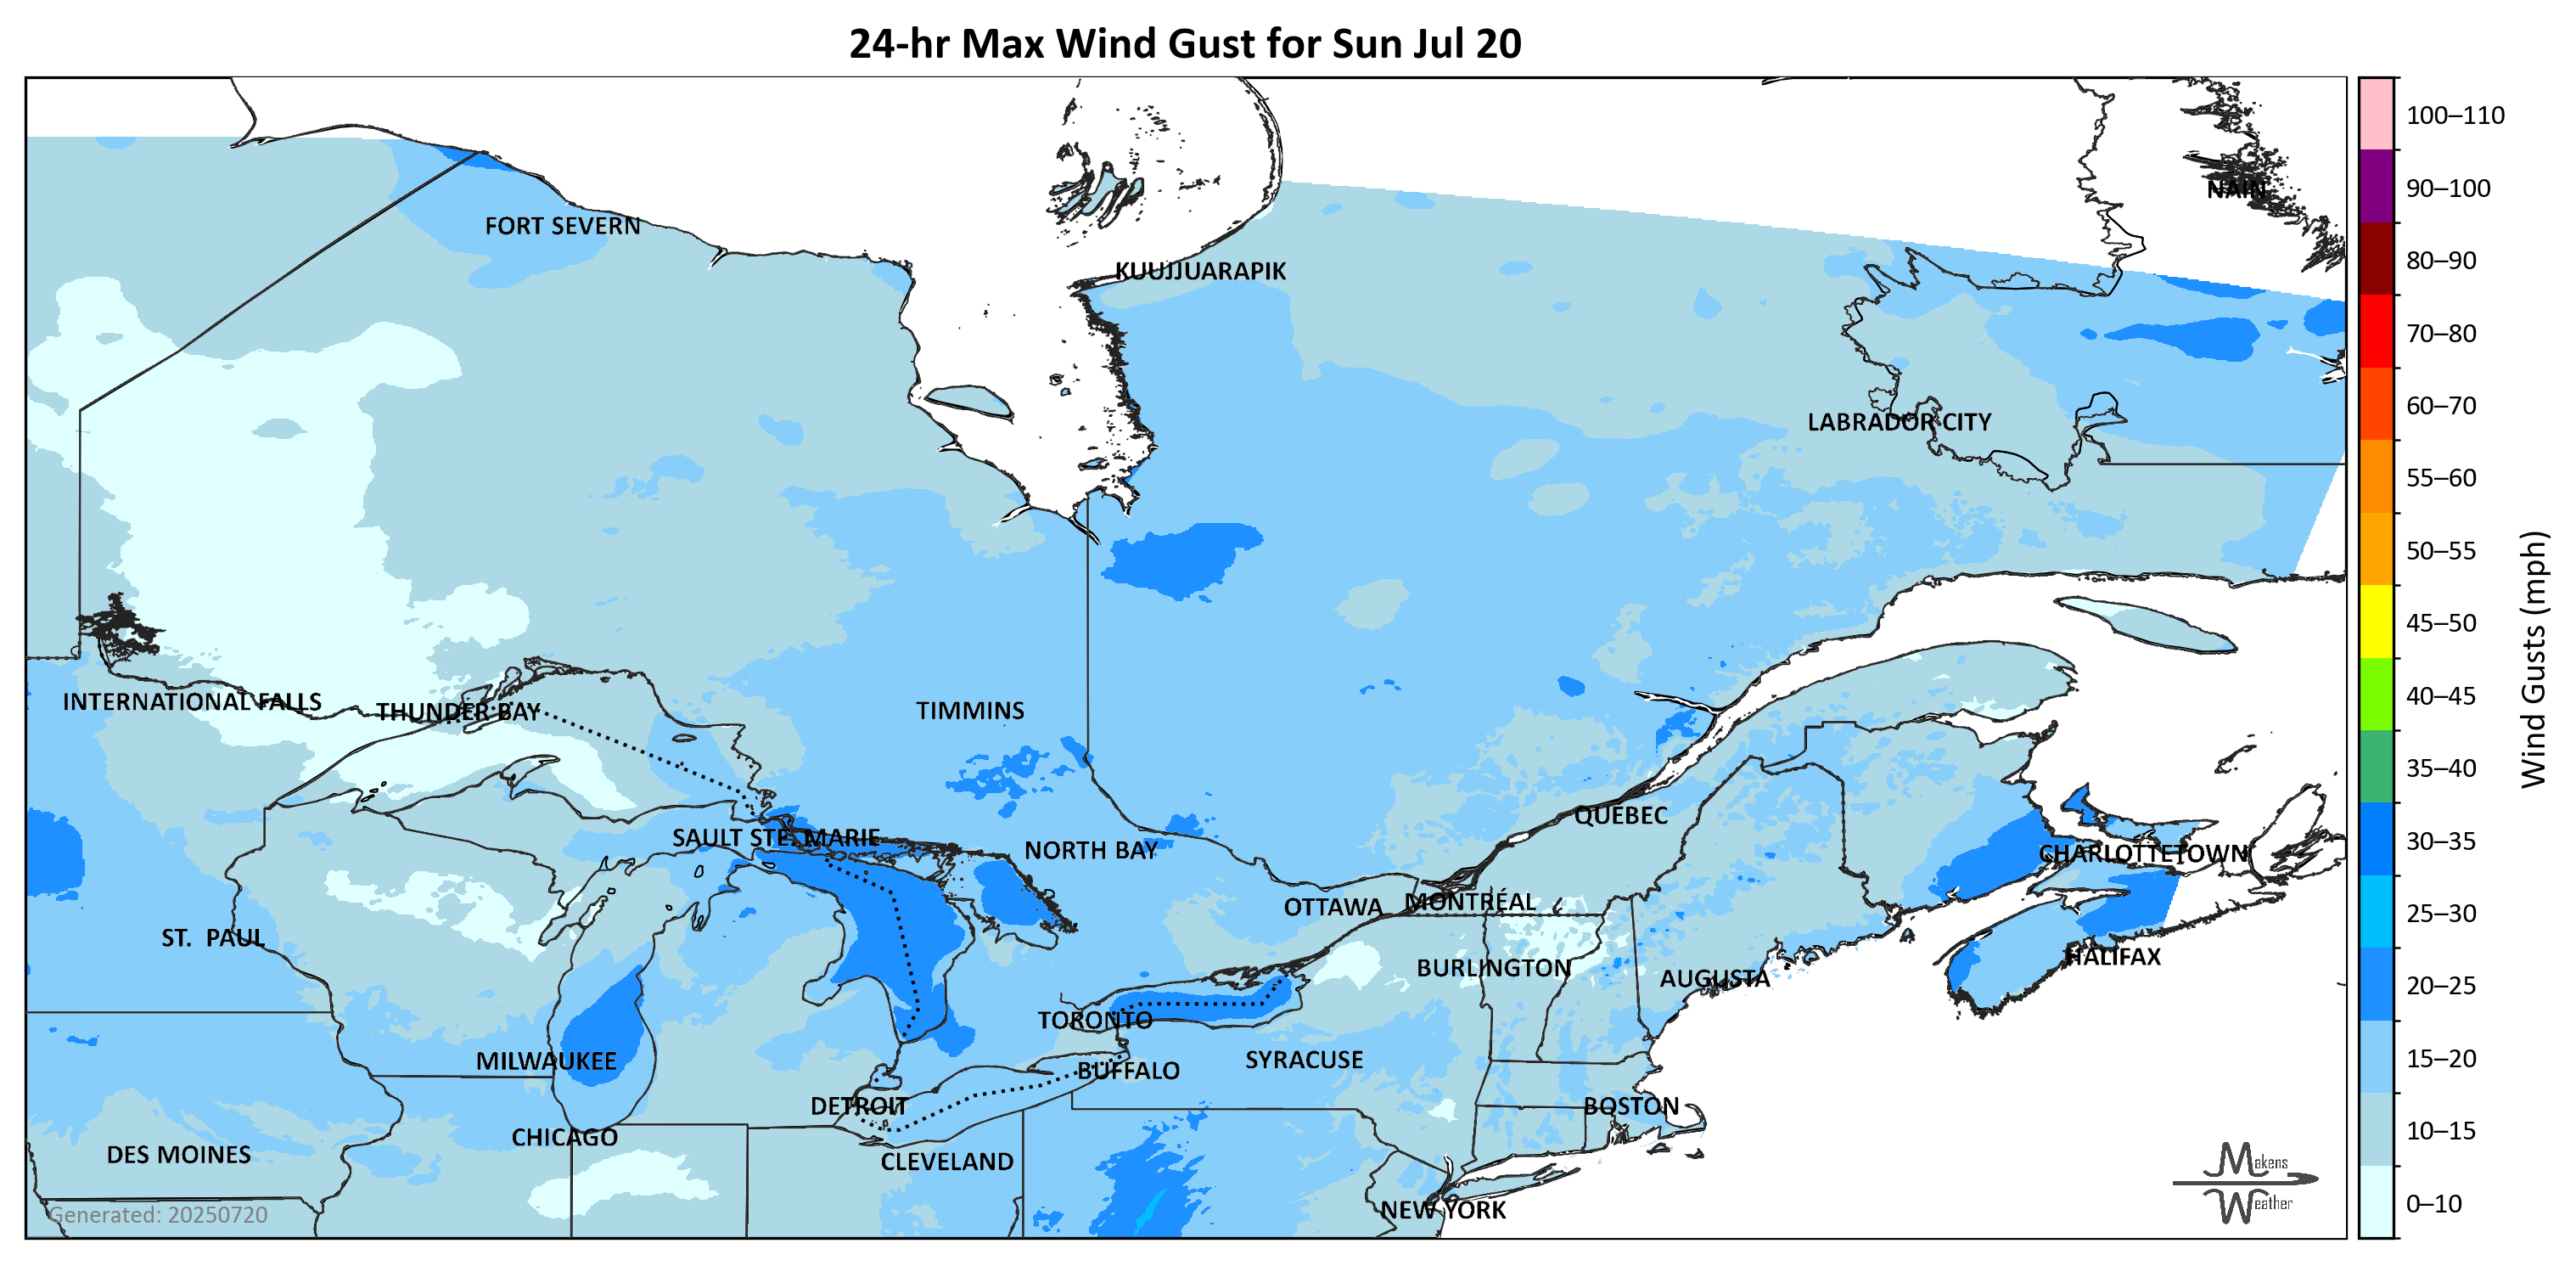 24-hr Max Wind Gust for Sun Jul 20
100–110
90–100
NAIN
FORT SEVERN
80–90
KUUJJUARAPIK
70–80
60–70
LABRADOR CITY
55–60
50–55
45–50
Wind Gusts (mph)
40–45
INTERNATIONAL FALLS
THUNDER BAY
TIMMINS
35–40
QUEBEC
30–35
SAULT STE. MARIE
NORTH BAY
CHARLOTTETOWN
OTTAWA
MONTRÉAL
25–30
ST. PAUL
HALIFAX
BURLINGTON
AUGUSTA
20–25
TORONTO
MILWAUKEE
SYRACUSE
BUFFALO
15–20
DETROIT
BOSTON
CHICAGO
10–15
DES MOINES
CLEVELAND
Makens
Weather
NEW YORK
0–10
Generated: 20250720